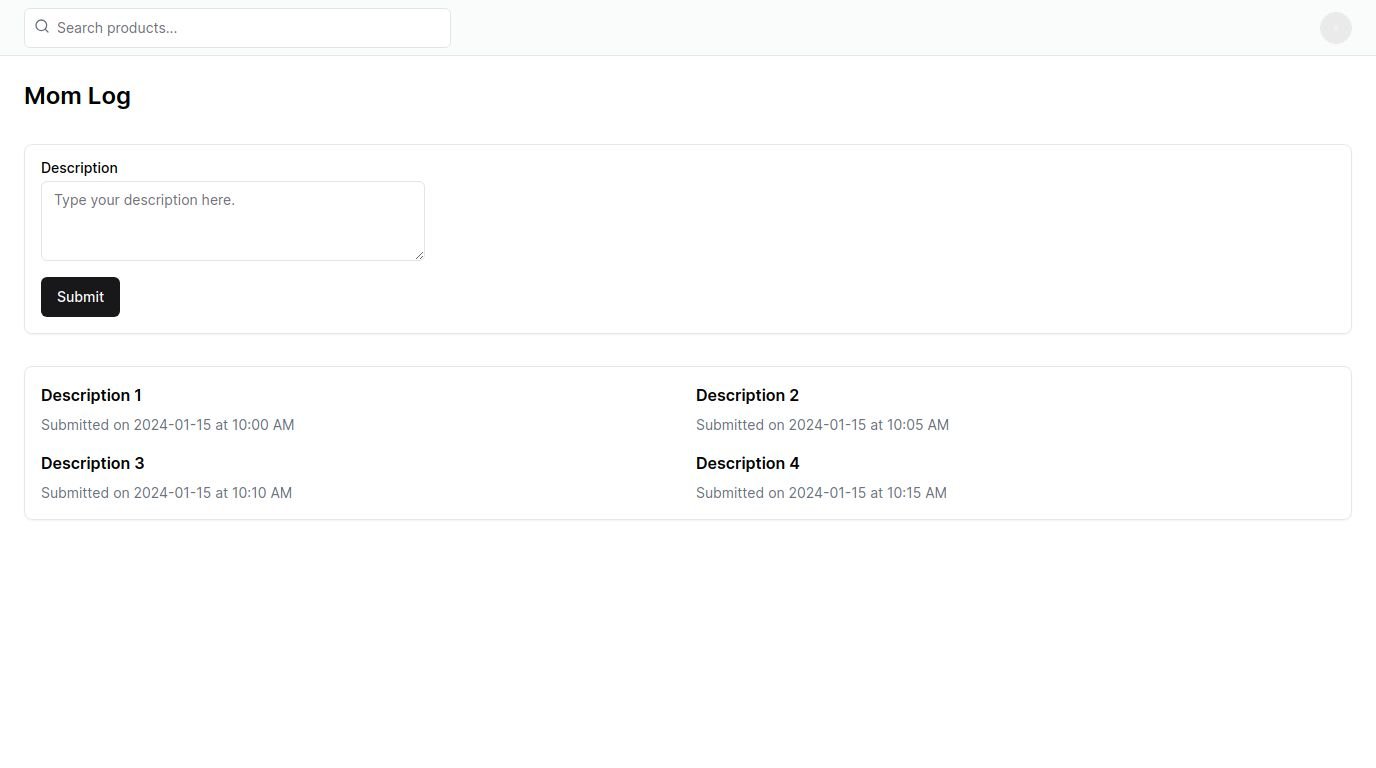 Search products...
Mom Log
Description
Type your description here.
Submit
Description 1
Submitted on 2024-01-15 at 10:00 AM
Description 2
Submitted on 2024-01-15 at 10:05 AM
Description 3
Submitted on 2024-01-15 at 10:10 AM
Description 4
Submitted on 2024-01-15 at 10:15 AM